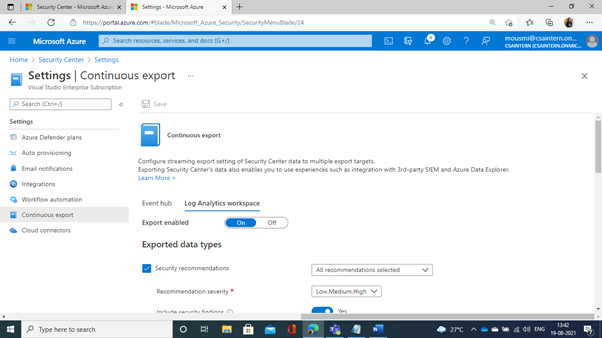 Security Center - Microsoft Azu
Settings - Microsoft Azure
https://portal.azure.com/#blade/Microsoft_Azure_Security/SecurityMenuBlade/24
Microsoft Azure
Search resources, services, and docs (G+/)
4
mousmi@csaintern.on...
CSAINTERN (CSAINTERN.ONMIC...
Home > Security Center > Settings
Settings | Continuous export ...
Visual Studio Enterprise Subscription
Search (Ctrl+/)
Save
Settings
Azure Defender plans
Auto provisioning
Email notifications
Integrations
Workflow automation
Continuous export
Cloud connectors
Continuous export
Configure streaming export setting of Security Center data to multiple export targets.
Exporting Security Center's data also enables you to use experiences such as integration with 3rd-party SIEM and Azure Data Explorer.
Learn More >
Event hub Log Analytics workspace
Export enabled On Off
Exported data types
Security recommendations All recommendations selected
Recommendation severity * Low,Medium,High
Include security findings Yes
Type here to search
27°C
ENG
13:42
19-08-2021